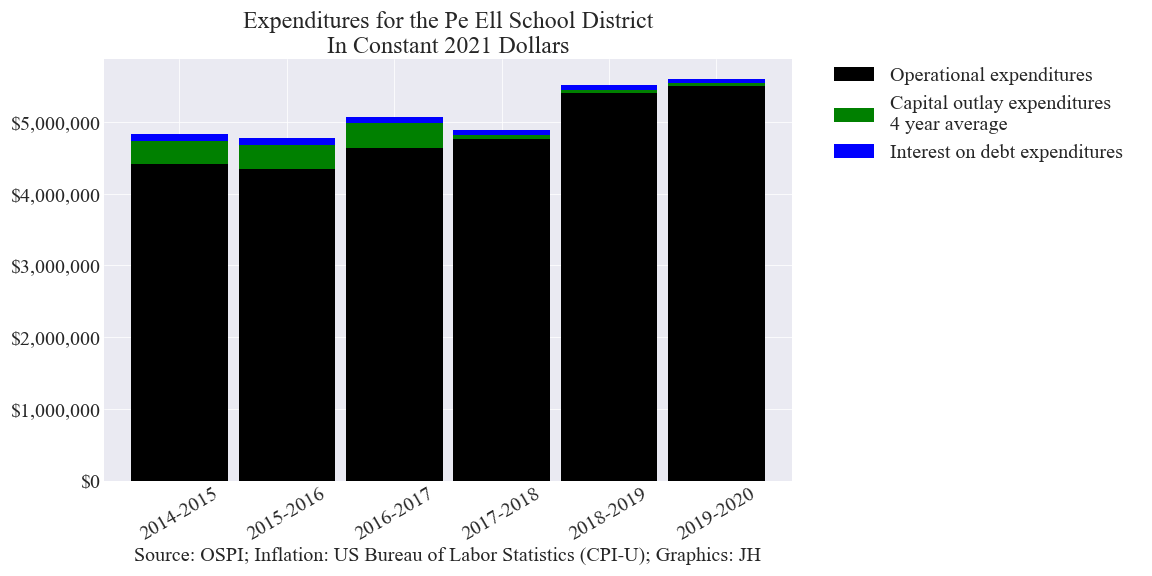 Expenditures for the Pe Ell School District
In Constant 2021 Dollars
Operational expenditures
Capital outlay expenditures
4 year average
Interest on debt expenditures
$5,000,000
$4,000,000
$3,000,000
$2,000,000
$1,000,000
$0
2014-2015
2015-2016
2016-2017
2017-2018
2018-2019
2019-2020
Source: OSPI; Inflation: US Bureau of Labor Statistics (CPI-U); Graphics: JH